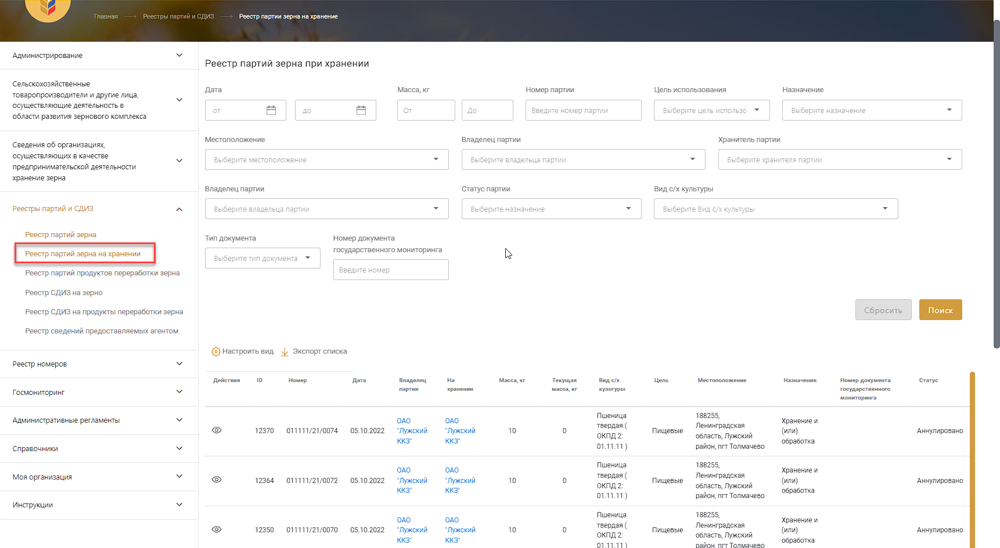 Главная
Реестры партий и СДИЗ
Реестр партии зерна на хранение
Администрирование
Сельскохозяйственные
товаропроизводители и другие лица,
осуществляющие деятельность в
области развития зернового комплекса
Сведения об организациях,
осуществляющих в качестве
предпринимательской деятельности
хранение зерна
Реестры партий и СДИЗ
Реестр партий зерна
Реестр партий зерна на хранении
Реестр партий продуктов переработки зерна
Реестр СДИЗ на зерно
Реестр СДИЗ на продукты переработки зерна
Реестр сведений предоставляемых агентом
Реестр номеров
Госмониторинг
Административные регламенты
Справочники
Моя организация
Инструкции
Реестр партий зерна при хранении
Дата
Масса, кг
Номер партии
Цель использования
Назначение
от
до
От
До
Введите номер партии
Выберите цель использо
Выберите назначение
Местоположение
Владелец партии
Хранитель партии
Выберите местоположение
Выберите владельца партии
Выберите хранителя партии
Владелец партии
Статус партии
Вид с/х культуры
Выберите владельца партии
Выберите назначение
Выберите Вид с/х культуры
Тип документа
Номер документа
государственного мониторинга
Выберите тип документа
Введите номер
Сбросить
Поиск
Настроить вид
Экспорт списка
Действия
ID
Номер
Дата
Владелец
партии
На
хранении
Масса, кг
Текущая
масса, кг
Вид с/х
культуры
Цель
Местоположение
Назначение
Номер документа
государственного
мониторинга
Статус
12370
011111/21/0074
05.10.2022
ОАО
"Лужский
ККЗ"
ОАО
"Лужский
ККЗ"
10
0
Пшеница
твердая (
ОКПД 2:
01.11.11 )
Пищевые
188255,
Ленинградская
область, Лужский
район, пгт Толмачево
Хранение и
(или)
обработка
Аннулировано
12364
011111/21/0072
05.10.2022
ОАО
"Лужский
ККЗ"
ОАО
"Лужский
ККЗ"
10
0
Пшеница
твердая (
ОКПД 2:
01.11.11 )
Пищевые
188255,
Ленинградская
область, Лужский
район, пгт Толмачево
Хранение и
(или)
обработка
Аннулировано
12350
011111/21/0070
05.10.2022
ОАО
"Лужский
ККЗ"
ОАО
"Лужский
ККЗ"
10
0
Пшеница
твердая (
ОКПД 2:
01.11.11 )
Пищевые
188255,
Ленинградская
область, Лужский
район, пгт Толмачево
Хранение и
(или)
обработка
Аннулировано